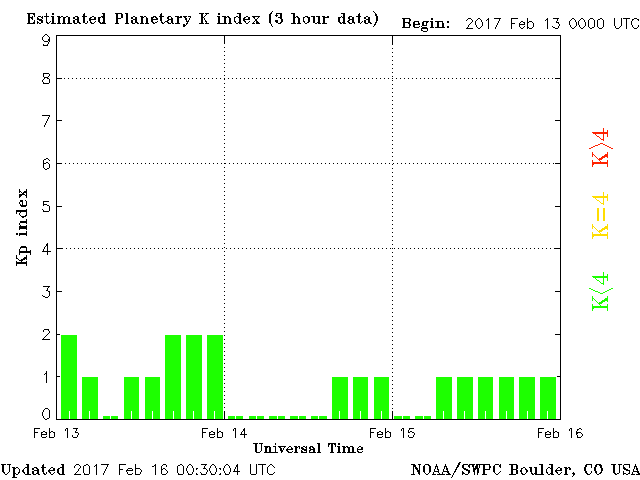 Estimated Planetary K index (3 hour data) Begin: 2017 Feb 13 0000 UTC
9
8
7
6
5
4
3
2
1
0
Kp index
K>4
K=4
K<4
Feb 13 Feb 14 Feb 15 Feb 16
Universal Time
Updated 2017 Feb 16 00:30:04 UTC NOAA/SWPC Boulder, CO USA